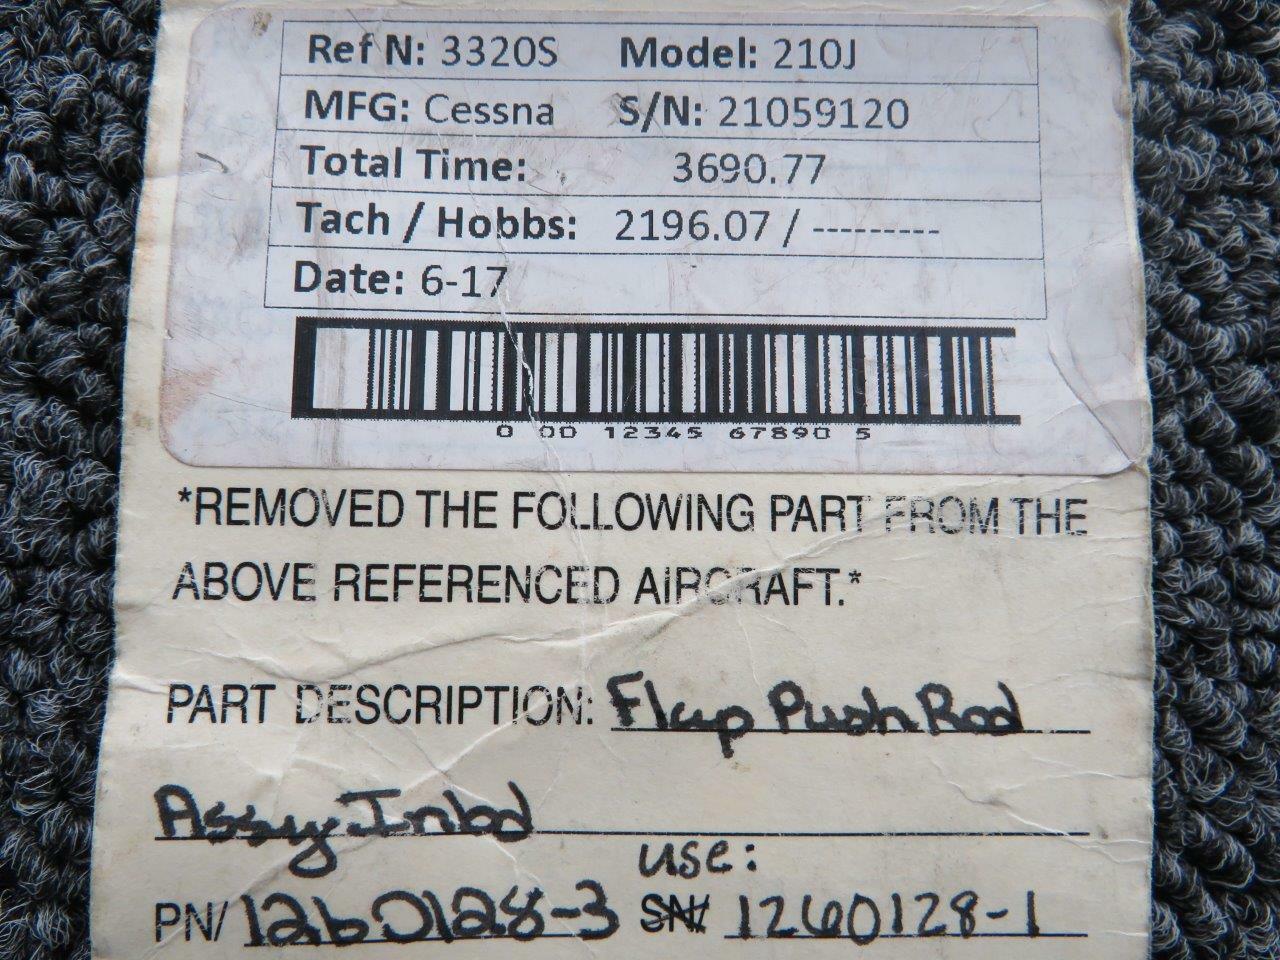 Ref N: 3320S Model: 210J
MFG: Cessna S/N: 21059120
Total Time: 3690.77
Tach / Hobbs: 2196.07 / ---------
Date: 6-17
0 00 12345 67890 5
*REMOVED THE FOLLOWING PART FROM THE
ABOVE REFERENCED AIRCRAFT.*
PART DESCRIPTION: Flap Push Rod
Assy Inbd
use:
PN/ 1260128-3 SN/ 1260128-1